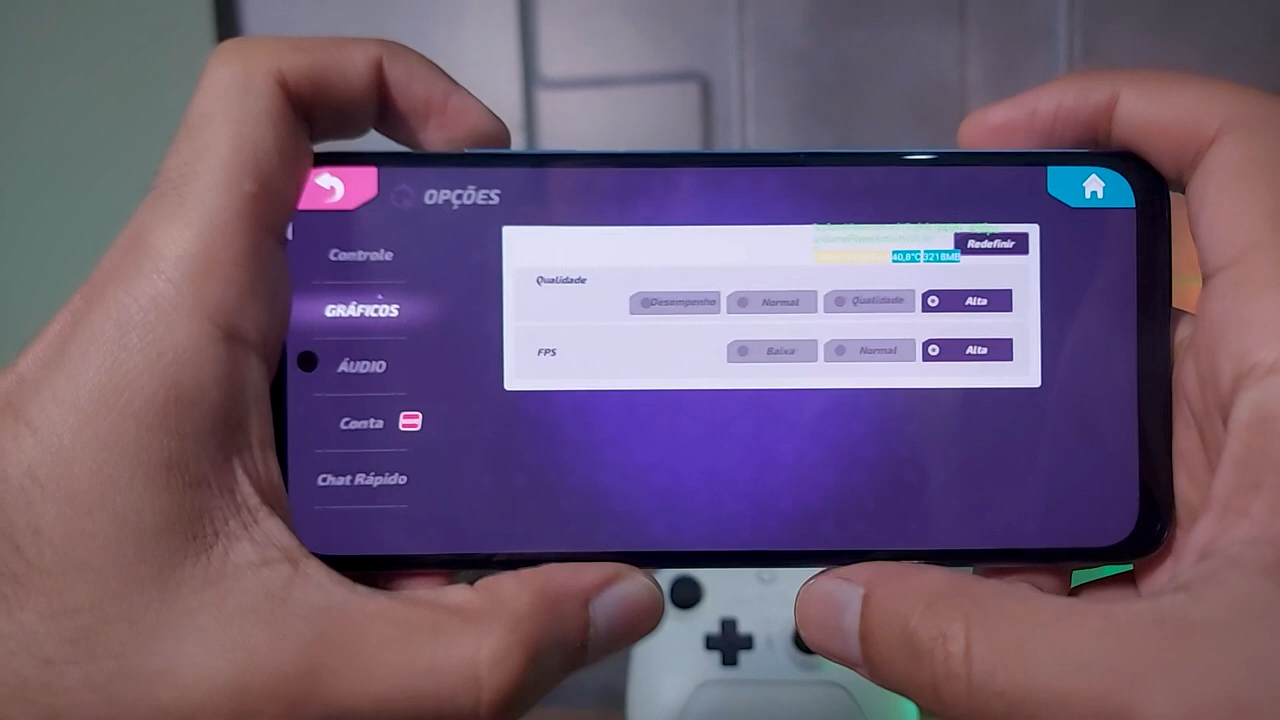 OPÇÕES
Redefinir
40,8°C 3218MB
Controle
GRÁFICOS
ÁUDIO
Conta
Chat Rápido
Qualidade
Desempenho Normal Qualidade Alta
FPS
Baixa Normal Alta